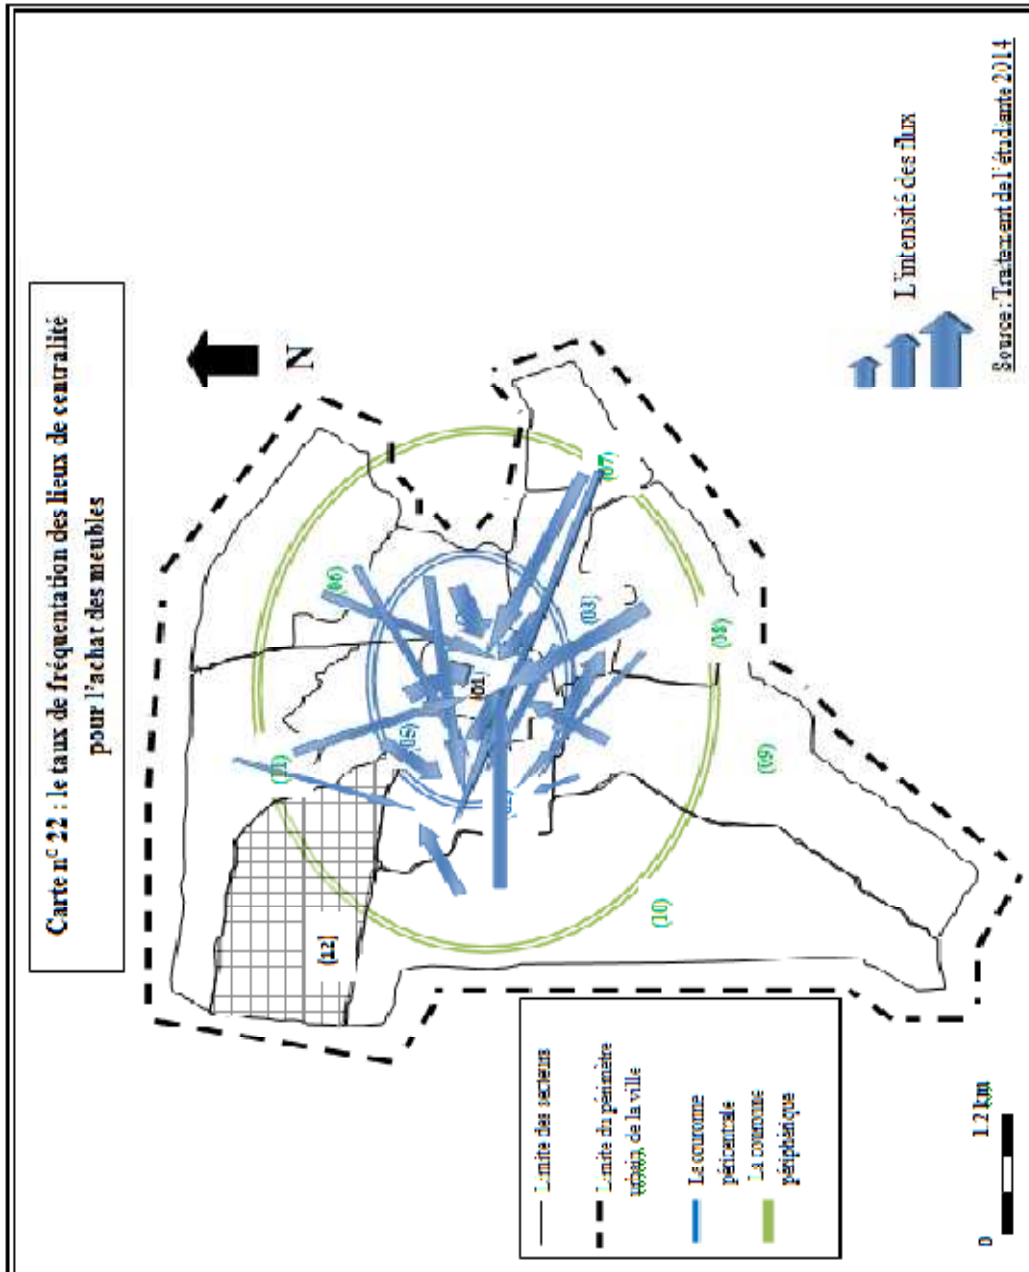 Carte n° 22 : le taux de fréquentation des lieux de centralité
pour l'achat des meubles
N
(06)
(07)
(11)
(05)
(01)
(03)
(08)
(02)
(09)
(10)
(12)
L'intensité des flux
Source : Traitement de l'étudiante 2014
Limite des secteurs
Limite du périmètre
urbain de la ville
La couronne
péricentrale
La couronne
périphérique
0 1.2 km